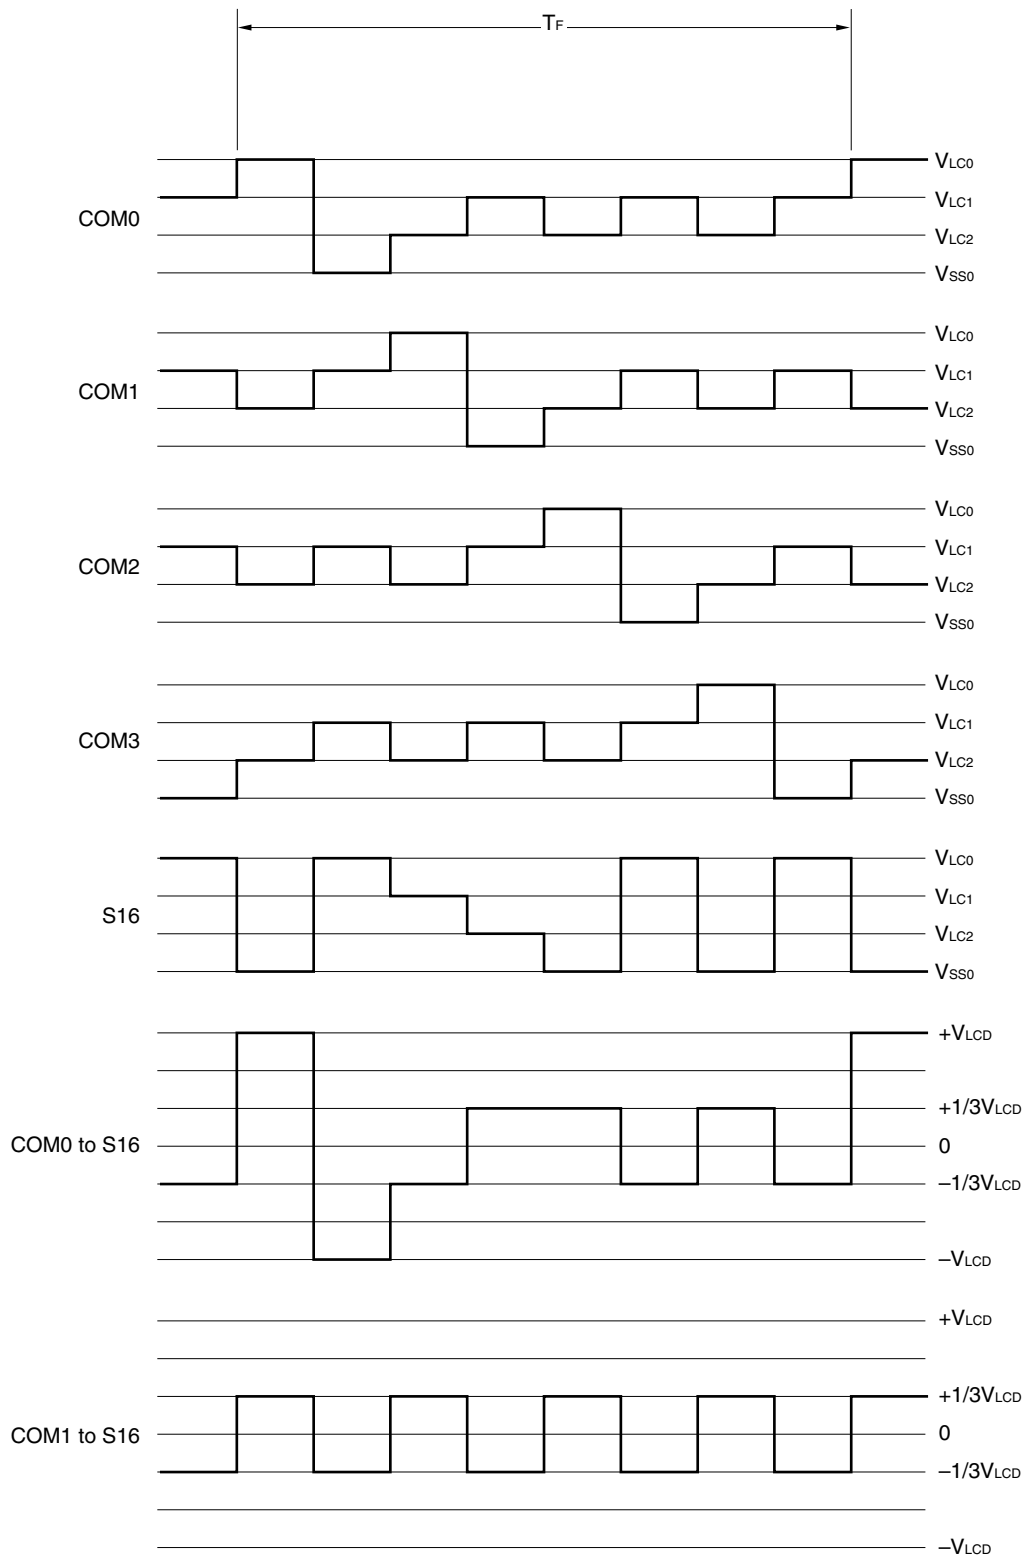 TF
VLC0
VLC1
COM0
VLC2
VSS0
VLC0
VLC1
COM1
VLC2
VSS0
VLC0
VLC1
COM2
VLC2
VSS0
VLC0
VLC1
COM3
VLC2
VSS0
VLC0
VLC1
S16
VLC2
VSS0
+VLCD
+1/3VLCD
COM0 to S16
0
–1/3VLCD
–VLCD
+VLCD
+1/3VLCD
COM1 to S16
0
–1/3VLCD
–VLCD